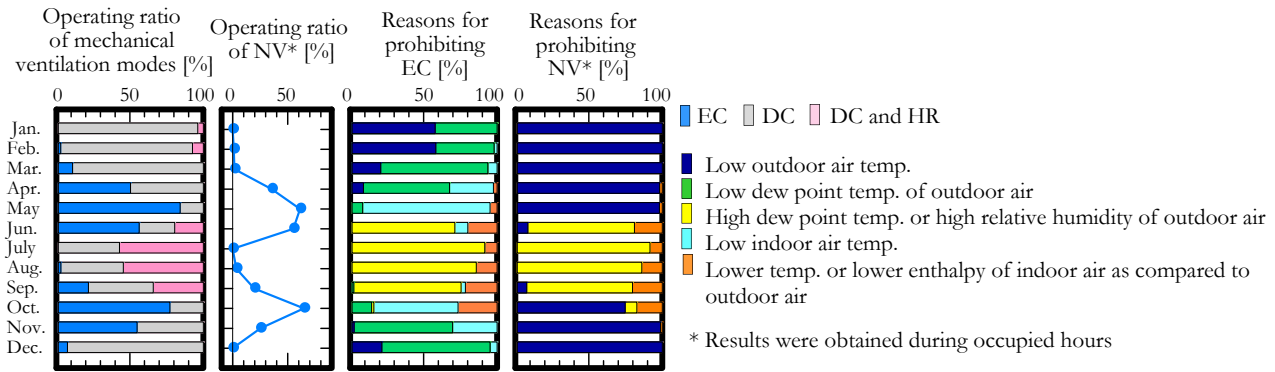 Operating ratio
of mechanical
ventilation modes [%]
Operating ratio
of NV* [%]
Reasons for
prohibiting
EC [%]
Reasons for
prohibiting
NV* [%]
0 50 100
0 50
0 50 100
0 50 100
Jan.
Feb.
Mar.
Apr.
May
Jun.
July
Aug.
Sep.
Oct.
Nov.
Dec.
EC DC DC and HR
Low outdoor air temp.
Low dew point temp. of outdoor air
High dew point temp. or high relative humidity of outdoor air
Low indoor air temp.
Lower temp. or lower enthalpy of indoor air as compared to
outdoor air
* Results were obtained during occupied hours